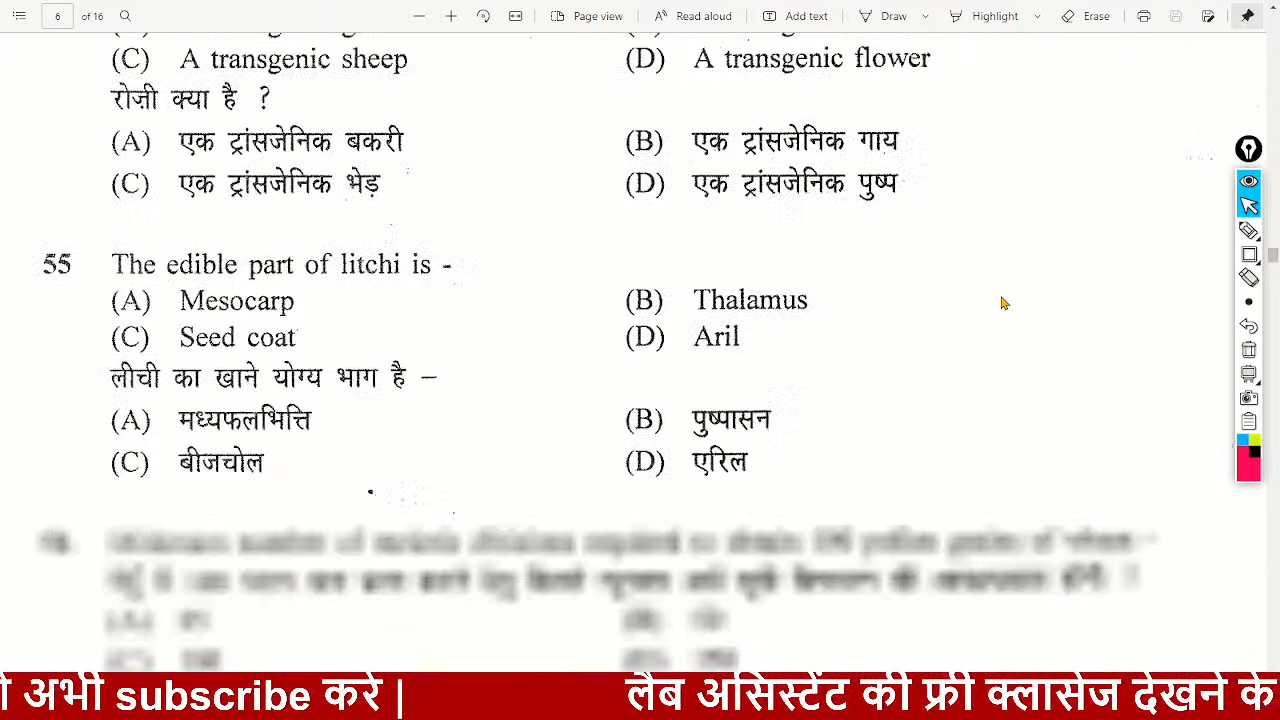 6 of 16 Page view Read aloud Add text Draw Highlight Erase
(C) A transgenic sheep (D) A transgenic flower
रोज़ी क्या है ?
(A) एक ट्रांसजेनिक बकरी (B) एक ट्रांसजेनिक गाय
(C) एक ट्रांसजेनिक भेड़ (D) एक ट्रांसजेनिक पुष्प
55 The edible part of litchi is -
(A) Mesocarp (B) Thalamus
(C) Seed coat (D) Aril
लीची का खाने योग्य भाग है –
(A) मध्यफलभित्ति (B) पुष्पासन
(C) बीजचोल (D) एरिल
अभी subscribe करे | लैब असिस्टेंट की फ्री क्लासेज देखने के